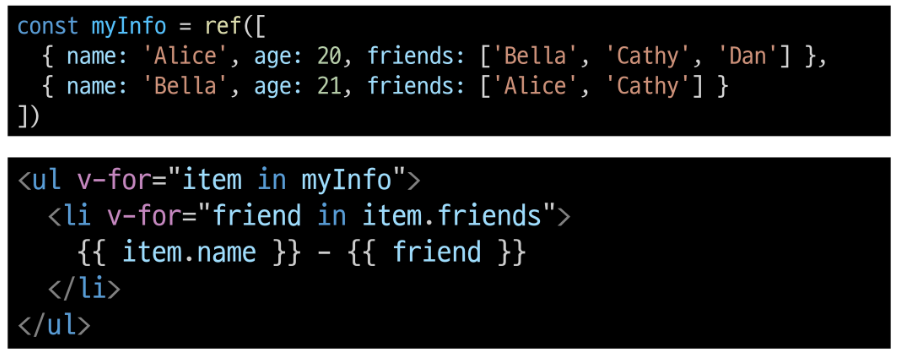 const myInfo = ref([
  { name: 'Alice', age: 20, friends: ['Bella', 'Cathy', 'Dan'] },
  { name: 'Bella', age: 21, friends: ['Alice', 'Cathy'] }
])
<ul v-for="item in myInfo">
  <li v-for="friend in item.friends">
    {{ item.name }} - {{ friend }}
  </li>
</ul>